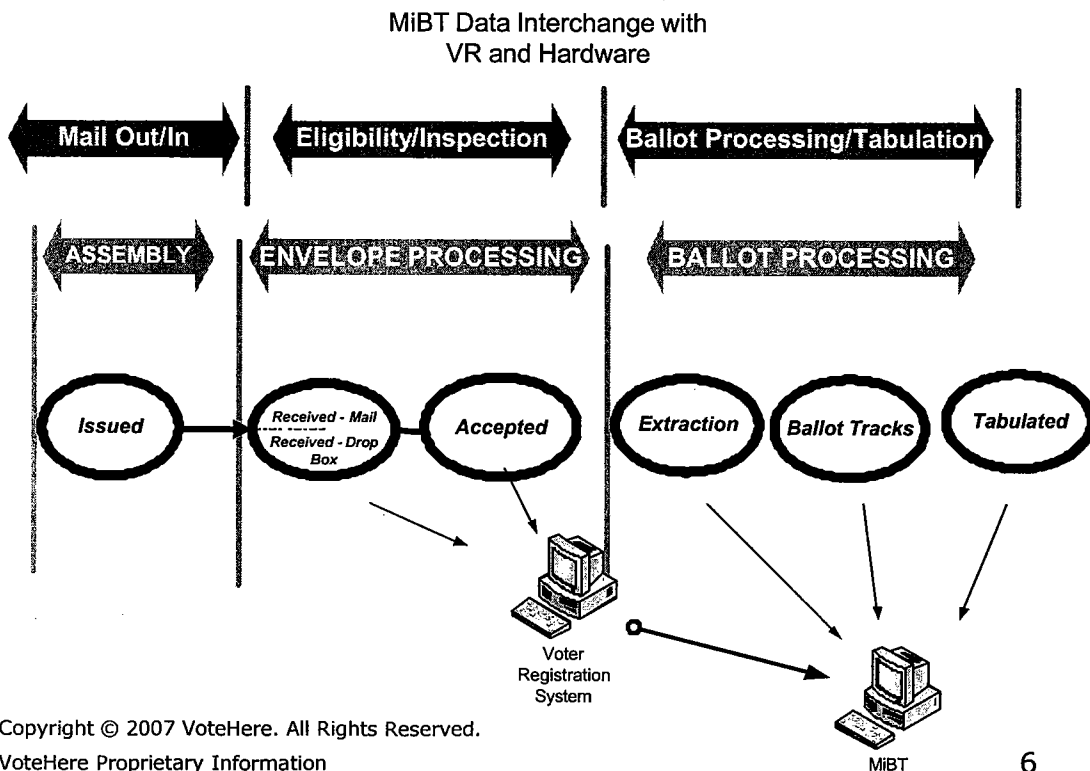 MiBT Data Interchange with
VR and Hardware
Mail Out/In
Eligibility/Inspection
Ballot Processing/Tabulation
ASSEMBLY
ENVELOPE PROCESSING
BALLOT PROCESSING
Issued
Received - Mail
Received - Drop
Box
Accepted
Extraction
Ballot Tracks
Tabulated
Voter
Registration
System
MiBT
Copyright © 2007 VoteHere. All Rights Reserved.
VoteHere Proprietary Information
6